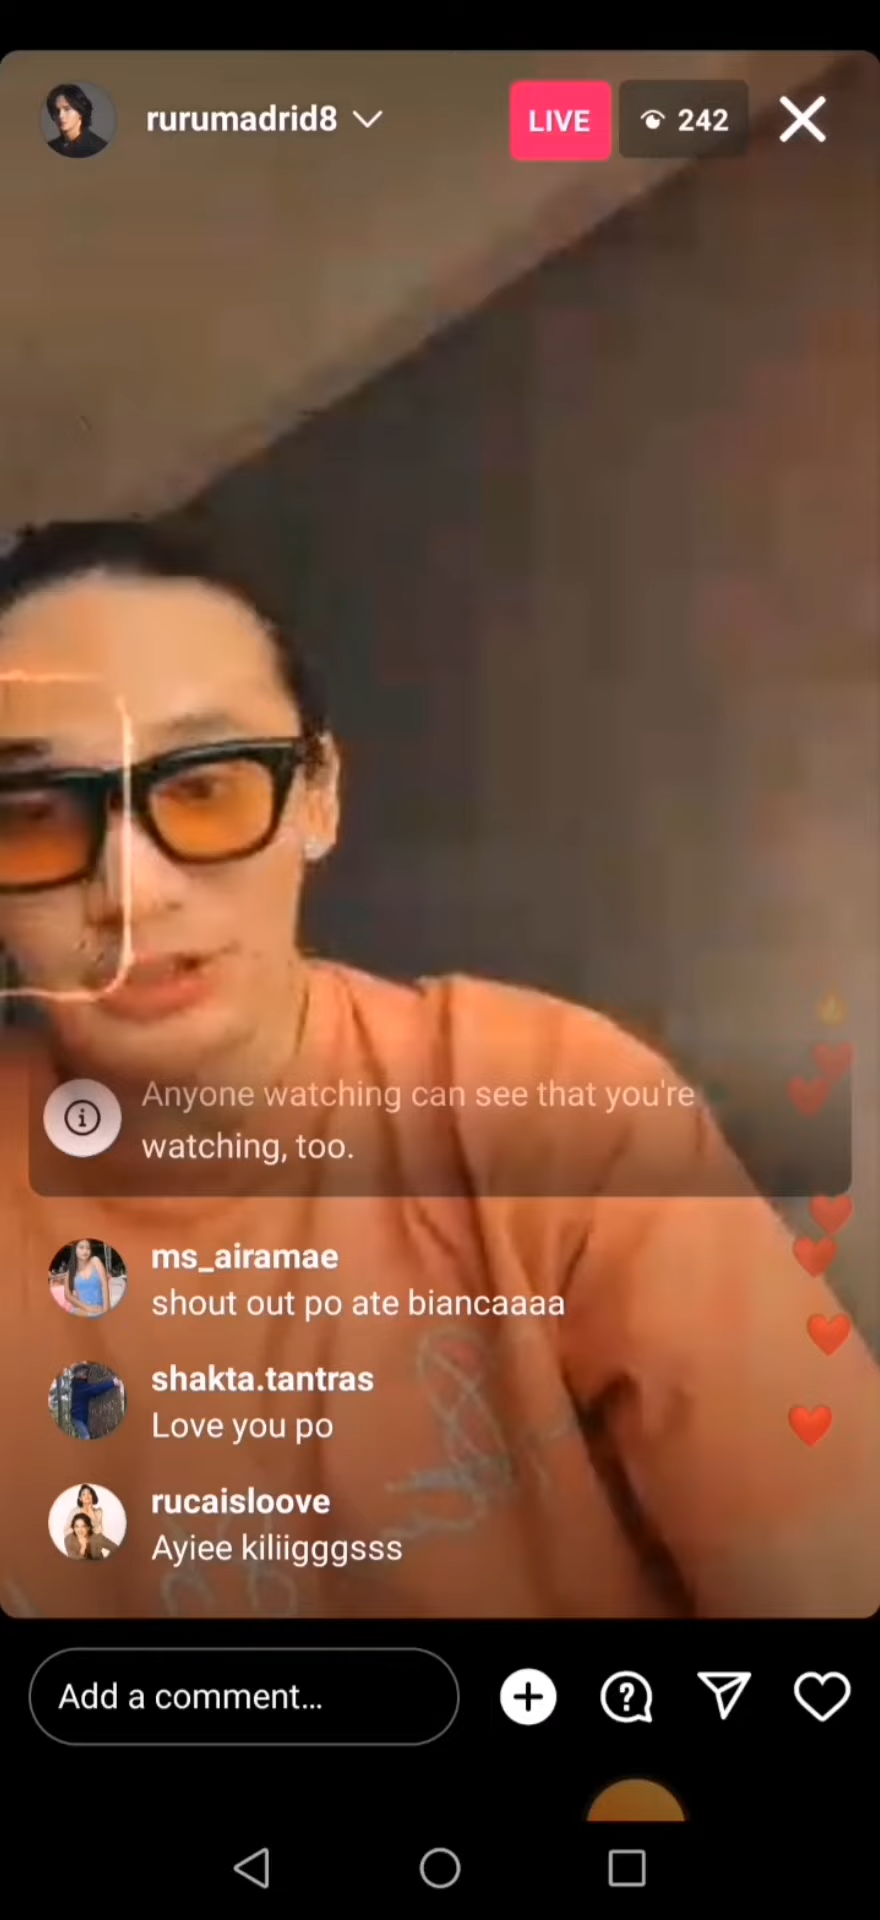 rurumadrid8
LIVE
242
Anyone watching can see that you're
watching, too.
ms_airamae
shout out po ate biancaaaa
shakta.tantras
Love you po
rucaisloove
Ayiee kiliigggsss
Add a comment...